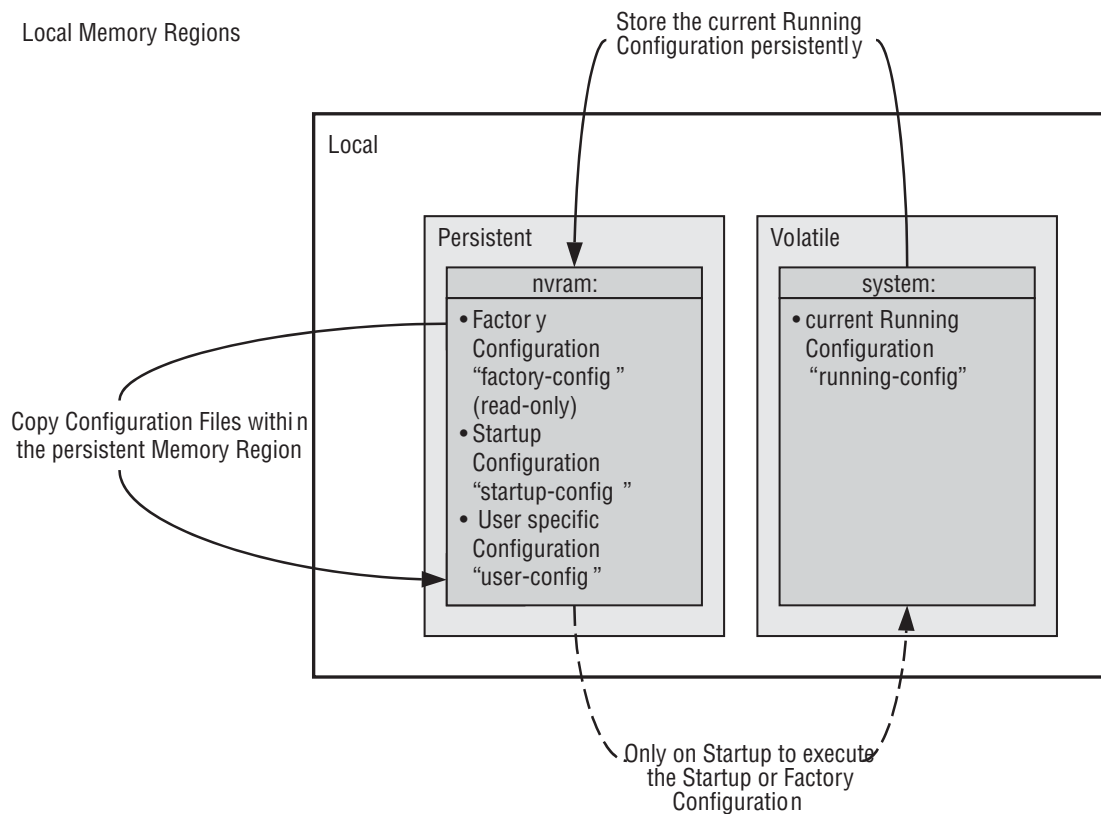 Local Memory Regions
Store the current Running
Configuration persistently
Local
Persistent
nvram:
• Factory
Configuration
“factory-config”
(read-only)
• Startup
Configuration
“startup-config”
• User specific
Configuration
“user-config”
Volatile
system:
• current Running
Configuration
“running-config”
Copy Configuration Files within
the persistent Memory Region
Only on Startup to execute
the Startup or Factory
Configuration